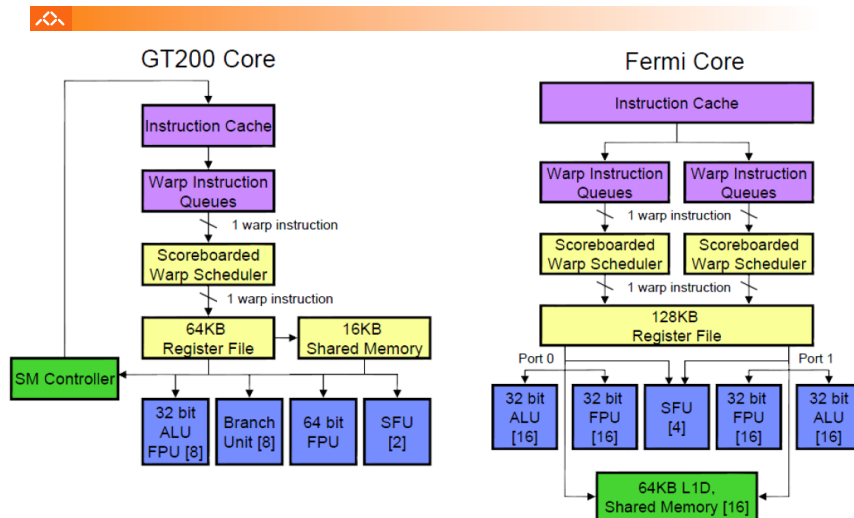 GT200 Core
Instruction Cache
Warp Instruction
Queues
1 warp instruction
Scoreboarded
Warp Scheduler
1 warp instruction
64KB
Register File
16KB
Shared Memory
SM Controller
32 bit
ALU
FPU [8]
Branch
Unit [8]
64 bit
FPU
SFU
[2]
Fermi Core
Instruction Cache
Warp Instruction
Queues
Warp Instruction
Queues
1 warp instruction
Scoreboarded
Warp Scheduler
Scoreboarded
Warp Scheduler
1 warp instruction
128KB
Register File
Port 0
Port 1
32 bit
ALU
[16]
32 bit
FPU
[16]
SFU
[4]
32 bit
FPU
[16]
32 bit
ALU
[16]
64KB L1D,
Shared Memory [16]